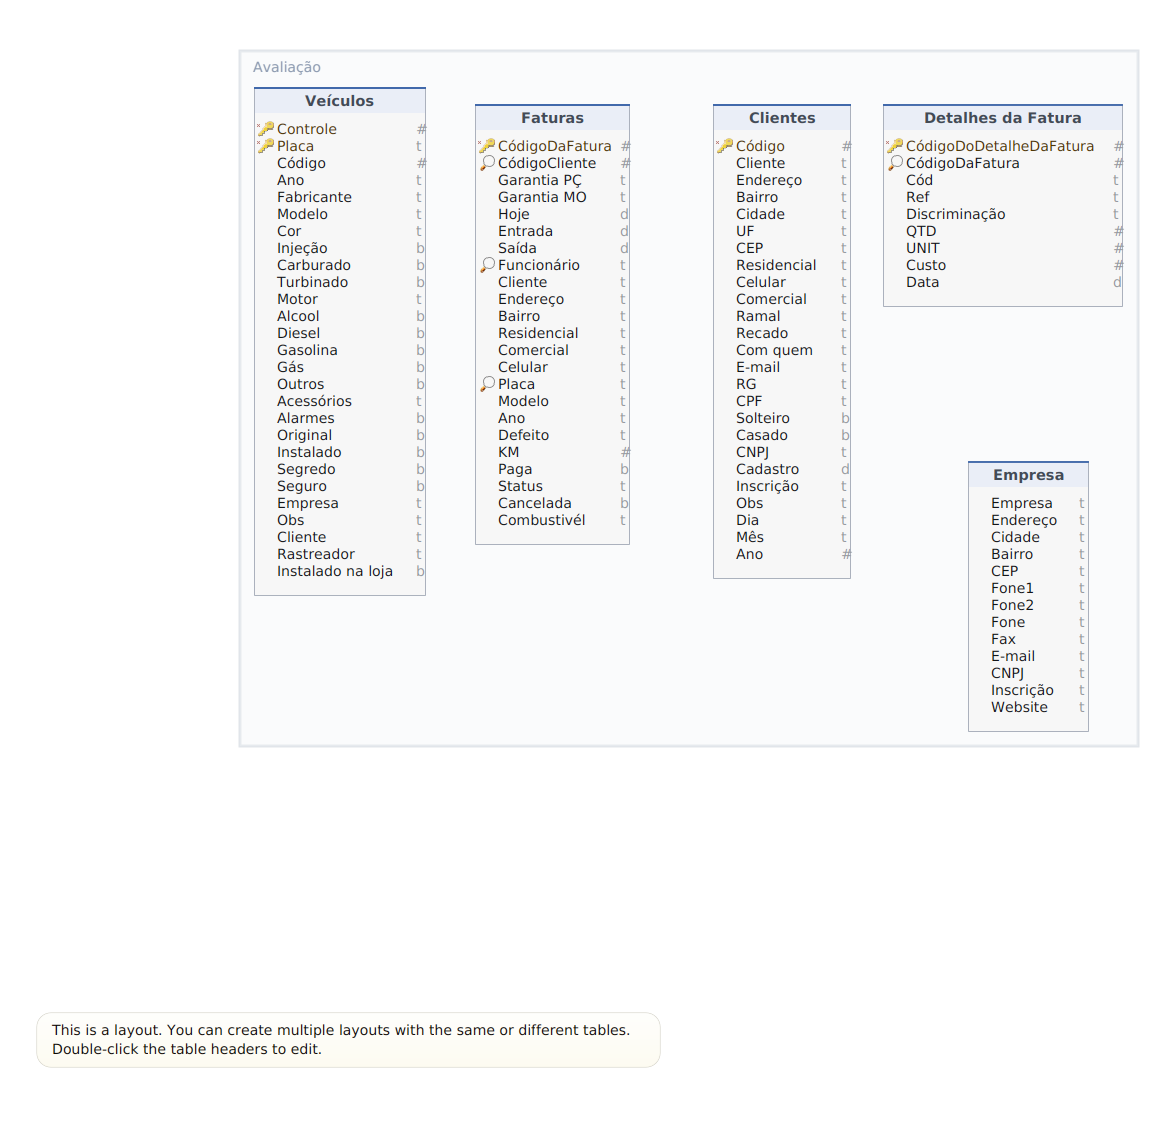 Avaliação
Veículos
Controle #
Placa t
Código #
Ano t
Fabricante t
Modelo t
Cor t
Injeção b
Carburado b
Turbinado b
Motor t
Alcool b
Diesel b
Gasolina b
Gás b
Outros b
Acessórios t
Alarmes b
Original b
Instalado b
Segredo b
Seguro b
Empresa t
Obs t
Cliente t
Rastreador t
Instalado na loja b
Faturas
CódigoDaFatura #
CódigoCliente #
Garantia PÇ t
Garantia MO t
Hoje d
Entrada d
Saída d
Funcionário t
Cliente t
Endereço t
Bairro t
Residencial t
Comercial t
Celular t
Placa t
Modelo t
Ano t
Defeito t
KM #
Paga b
Status t
Cancelada b
Combustivél t
Clientes
Código #
Cliente t
Endereço t
Bairro t
Cidade t
UF t
CEP t
Residencial t
Celular t
Comercial t
Ramal t
Recado t
Com quem t
E-mail t
RG t
CPF t
Solteiro b
Casado b
CNPJ t
Cadastro d
Inscrição t
Obs t
Dia t
Mês t
Ano #
Detalhes da Fatura
CódigoDoDetalheDaFatura #
CódigoDaFatura #
Cód t
Ref t
Discriminação t
QTD #
UNIT #
Custo #
Data d
Empresa
Empresa t
Endereço t
Cidade t
Bairro t
CEP t
Fone1 t
Fone2 t
Fone t
Fax t
E-mail t
CNPJ t
Inscrição t
Website t
This is a layout. You can create multiple layouts with the same or different tables.
Double-click the table headers to edit.